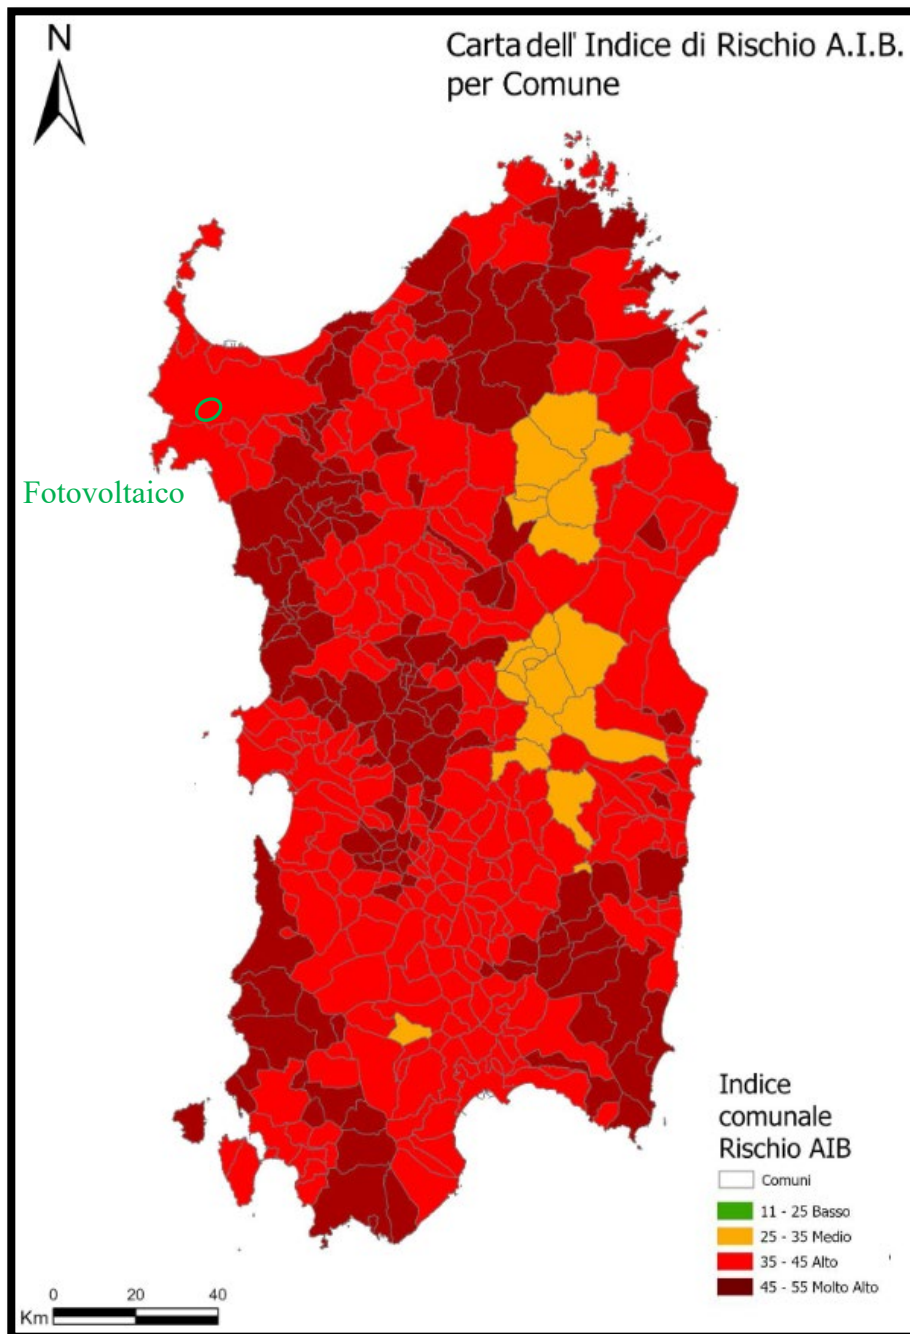 N
Carta dell' Indice di Rischio A.I.B.
per Comune
Fotovoltaico
Indice
comunale
Rischio AIB
Comuni
11 - 25 Basso
25 - 35 Medio
35 - 45 Alto
45 - 55 Molto Alto
0 20 40
Km